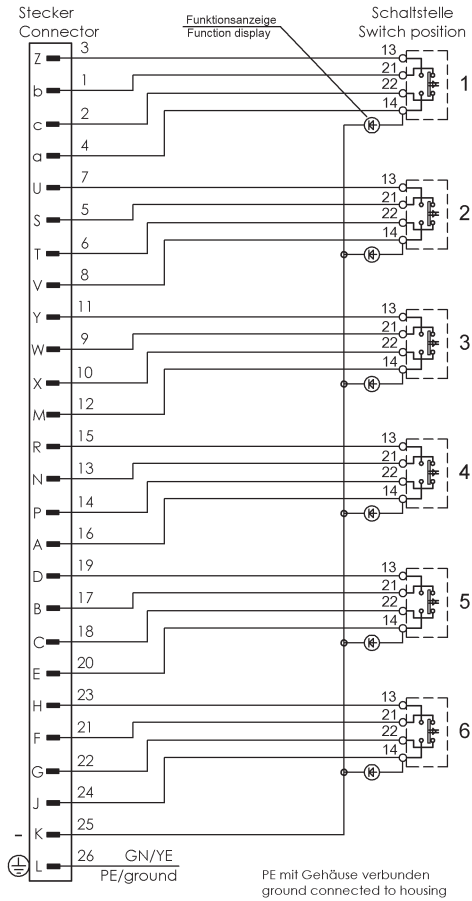 Stecker
Connector
Funktionsanzeige
Function display
Schaltstelle
Switch position
Z 3 13
b 1 21
c 2 22
a 4 14
1
U 7 13
S 5 21
T 6 22
V 8 14
2
Y 11 13
W 9 21
X 10 22
M 12 14
3
R 15 13
N 13 21
P 14 22
A 16 14
4
D 19 13
B 17 21
C 18 22
E 20 14
5
H 23 13
F 21 21
G 22 22
J 24 14
6
- K 25
L 26 GN/YE
PE/ground
PE mit Gehäuse verbunden
ground connected to housing